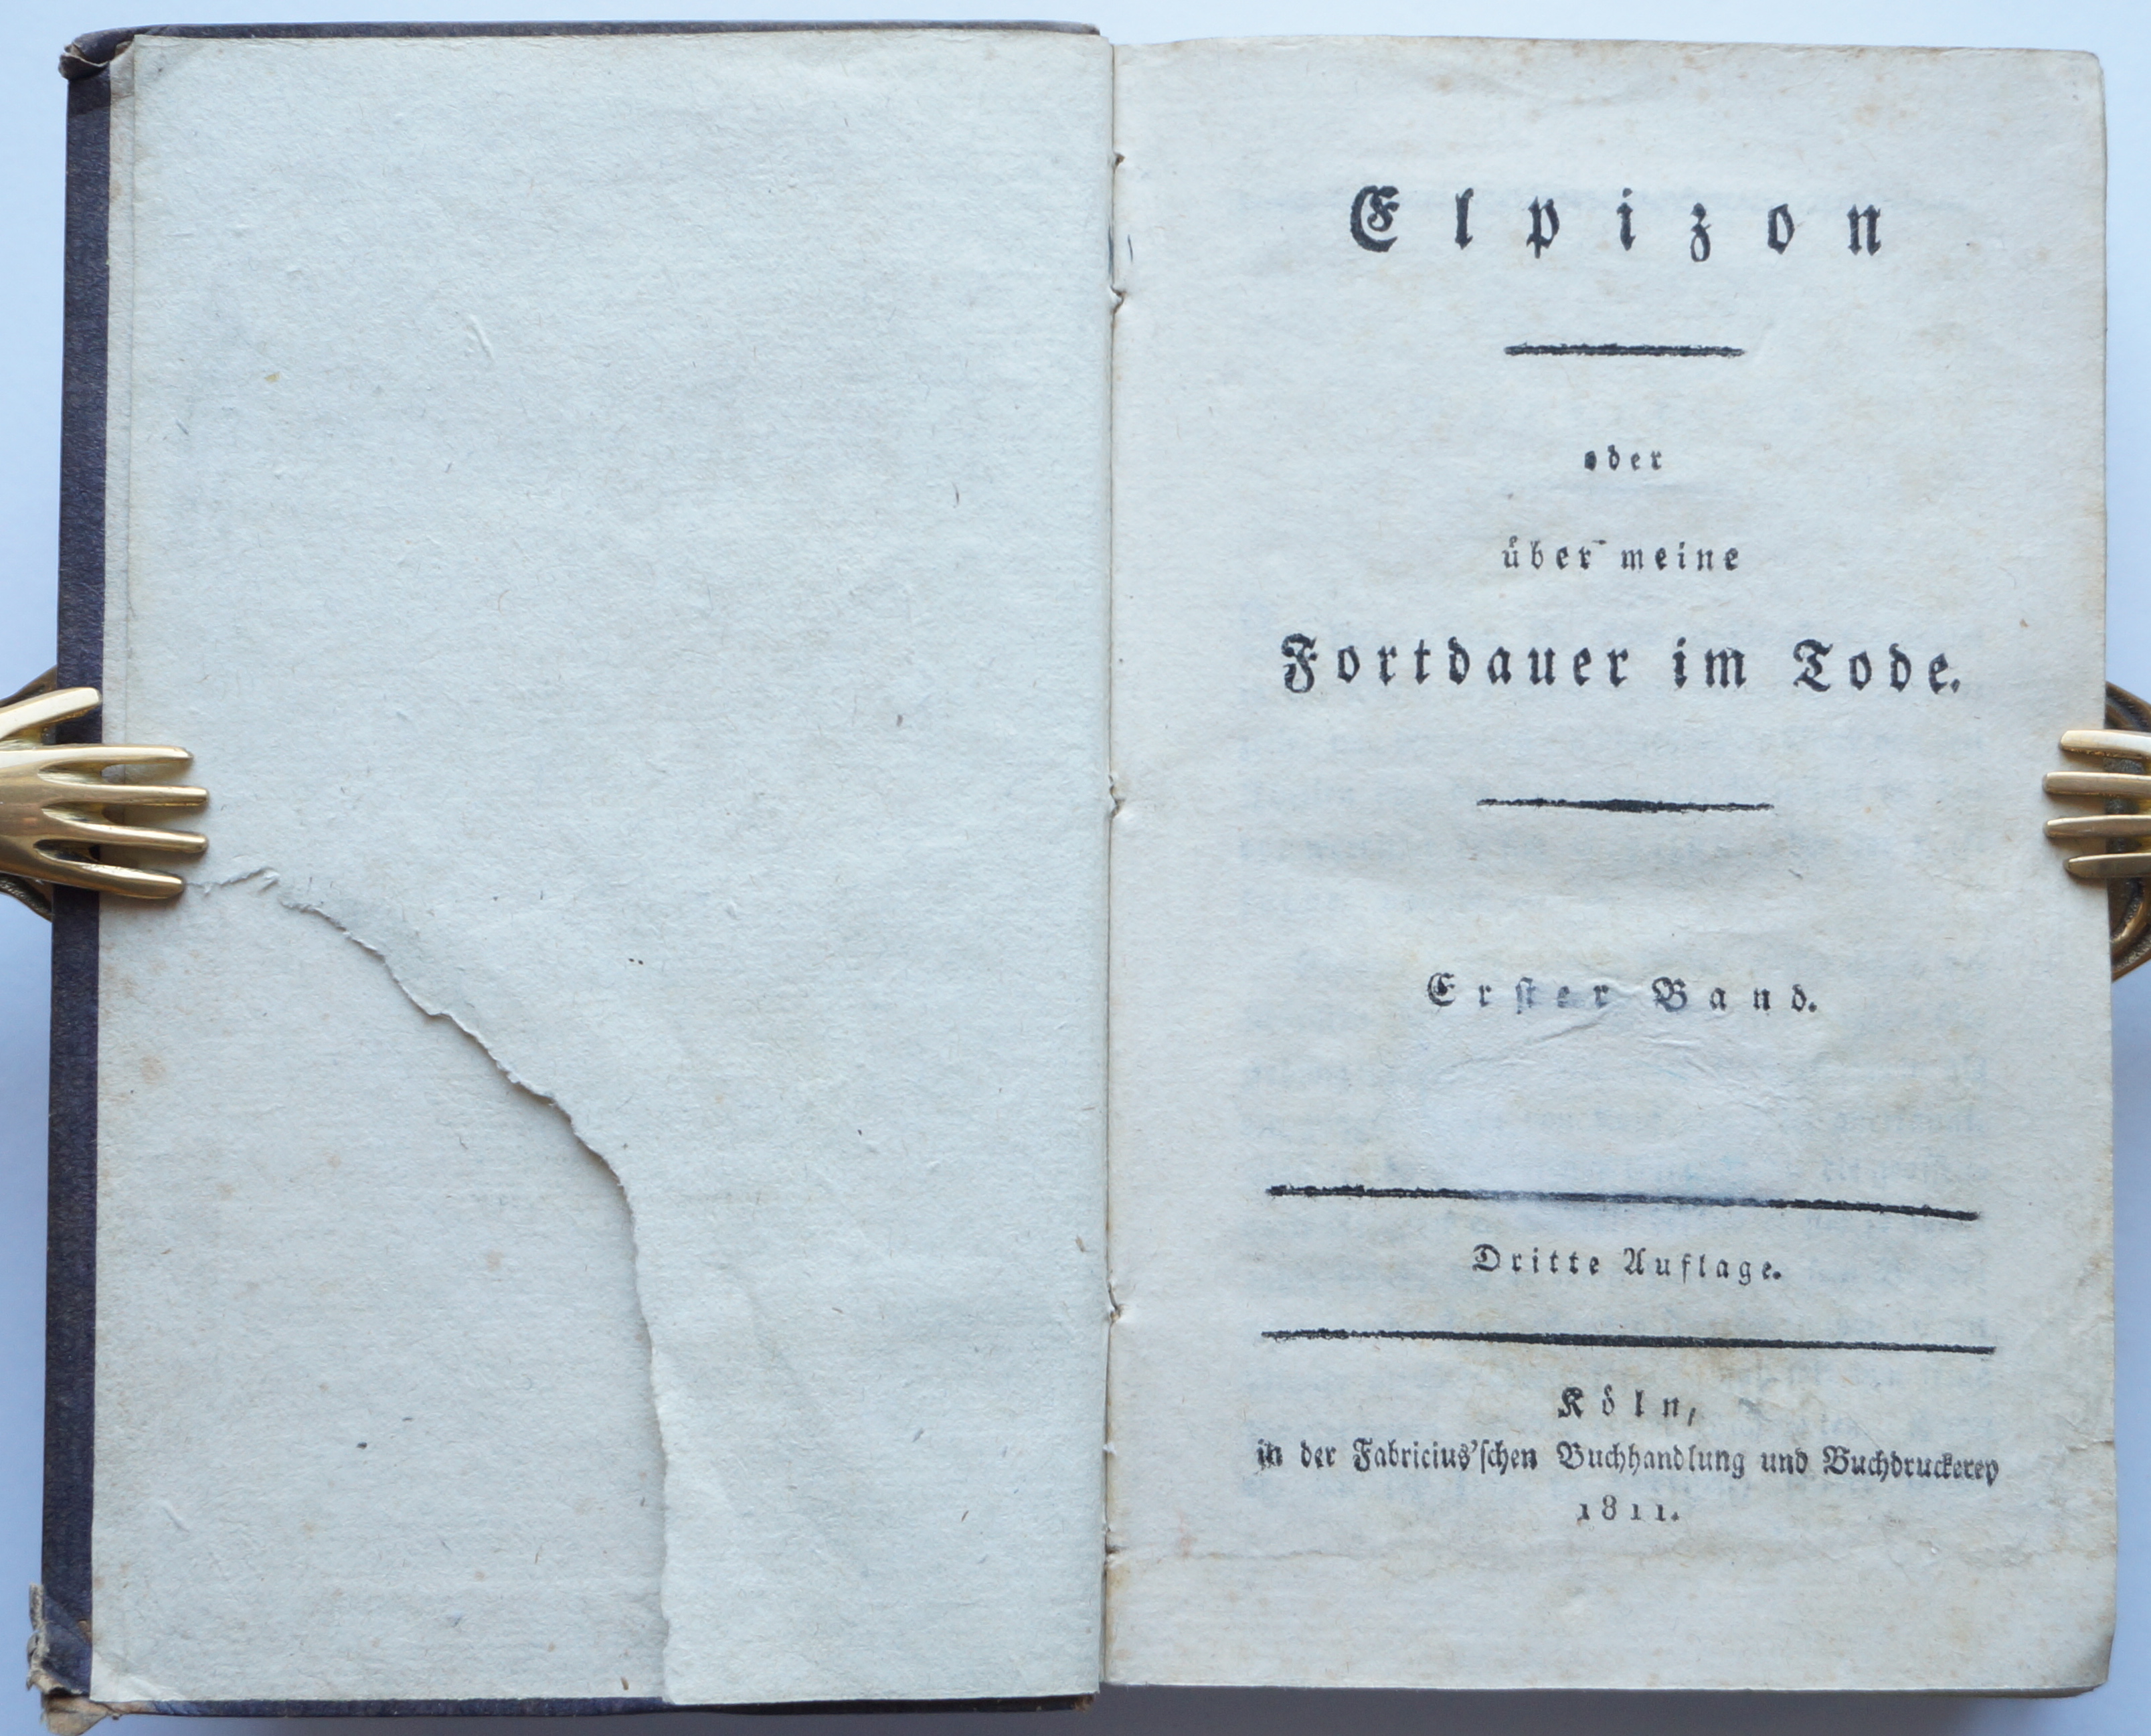 Elpizon
oder
über meine
Fortdauer im Tode.
Erster Band.
Dritte Auflage.
Köln,
in der Fabricius'schen Buchhandlung und Buchdruckerey
1811.